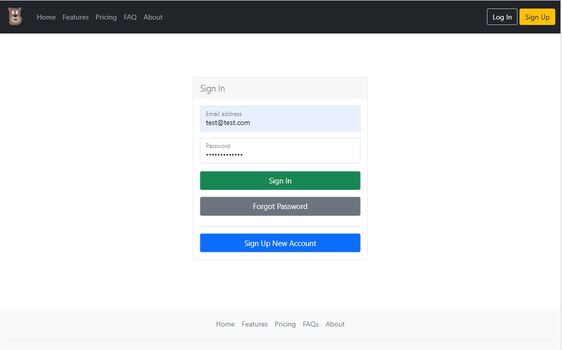 Home Features Pricing FAQ About Log In Sign Up
Sign In
Email address
test@test.com
Password
•••••••••••••
Sign In
Forgot Password
Sign Up New Account
Home Features Pricing FAQs About